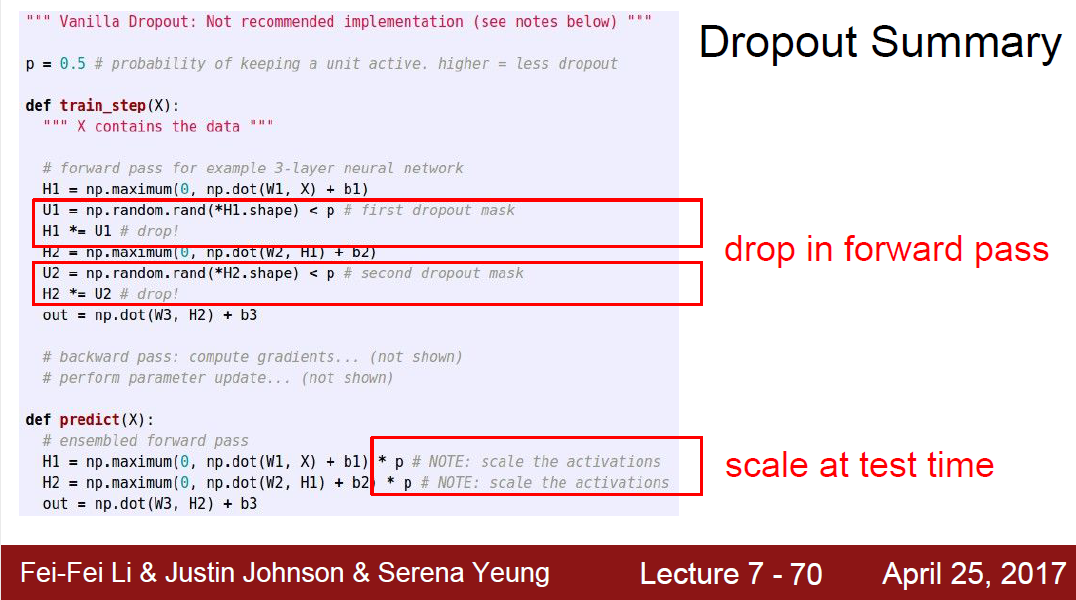 """ Vanilla Dropout: Not recommended implementation (see notes below) """
Dropout Summary
p = 0.5 # probability of keeping a unit active. higher = less dropout
def train_step(X):
""" X contains the data """
# forward pass for example 3-layer neural network
H1 = np.maximum(0, np.dot(W1, X) + b1)
U1 = np.random.rand(*H1.shape) < p # first dropout mask
H1 *= U1 # drop!
drop in forward pass
H2 = np.maximum(0, np.dot(W2, H1) + b2)
U2 = np.random.rand(*H2.shape) < p # second dropout mask
H2 *= U2 # drop!
out = np.dot(W3, H2) + b3
# backward pass: compute gradients... (not shown)
# perform parameter update... (not shown)
def predict(X):
# ensembled forward pass
H1 = np.maximum(0, np.dot(W1, X) + b1) * p # NOTE: scale the activations
scale at test time
H2 = np.maximum(0, np.dot(W2, H1) + b2) * p # NOTE: scale the activations
out = np.dot(W3, H2) + b3
Fei-Fei Li & Justin Johnson & Serena Yeung
Lecture 7 - 70
April 25, 2017